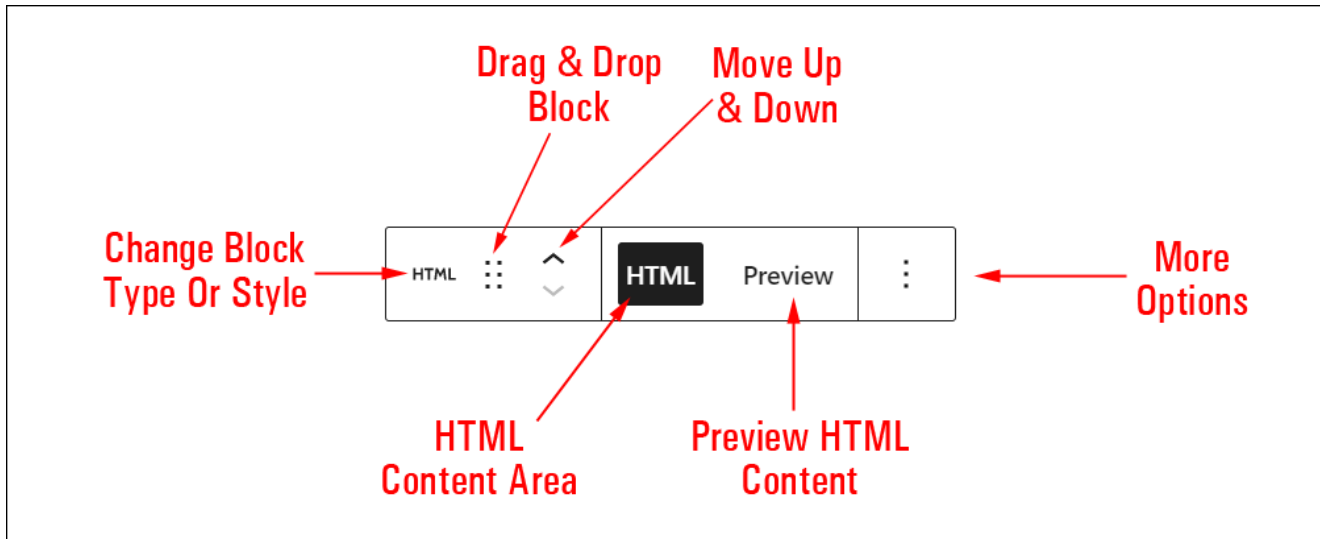 Drag & Drop
Block
Move Up
& Down
Change Block
Type Or Style
HTML
HTML
Preview
More
Options
HTML
Content Area
Preview HTML
Content